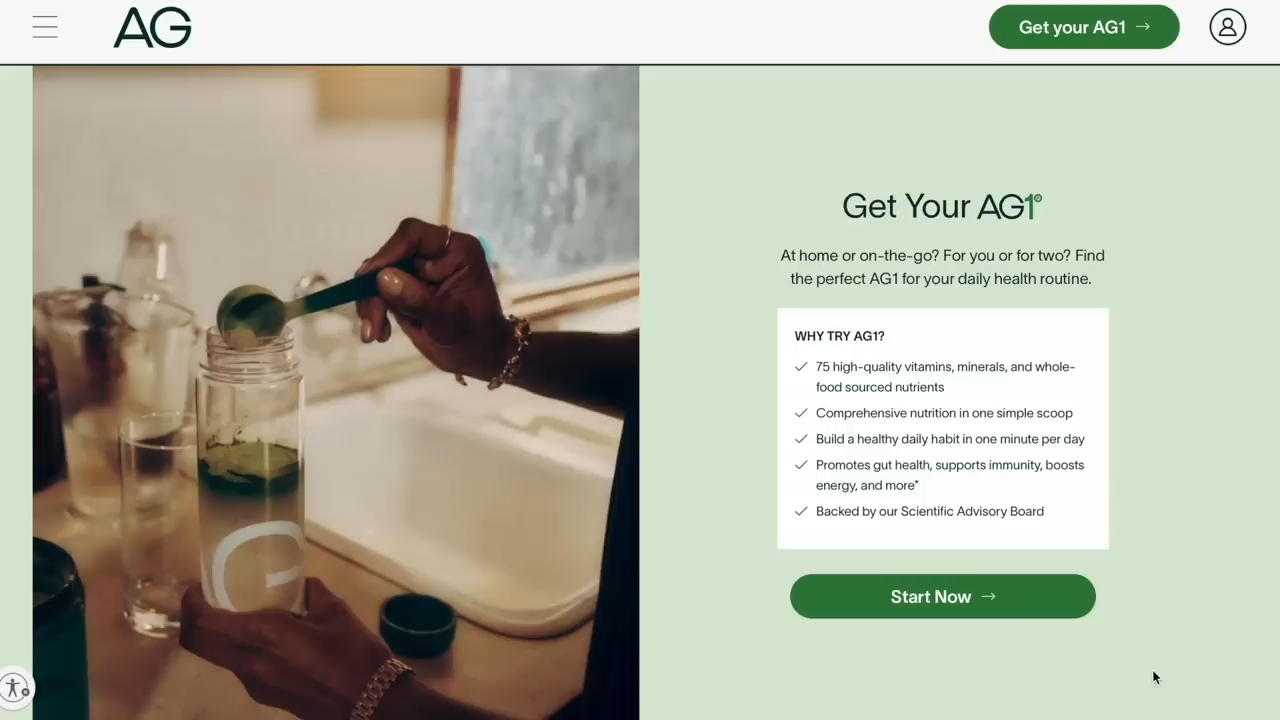 AG
Get your AG1 →
Get Your AG1®
At home or on-the-go? For you or for two? Find
the perfect AG1 for your daily health routine.
WHY TRY AG1?
75 high-quality vitamins, minerals, and whole-
food sourced nutrients
Comprehensive nutrition in one simple scoop
Build a healthy daily habit in one minute per day
Promotes gut health, supports immunity, boosts
energy, and more*
Backed by our Scientific Advisory Board
Start Now →
G